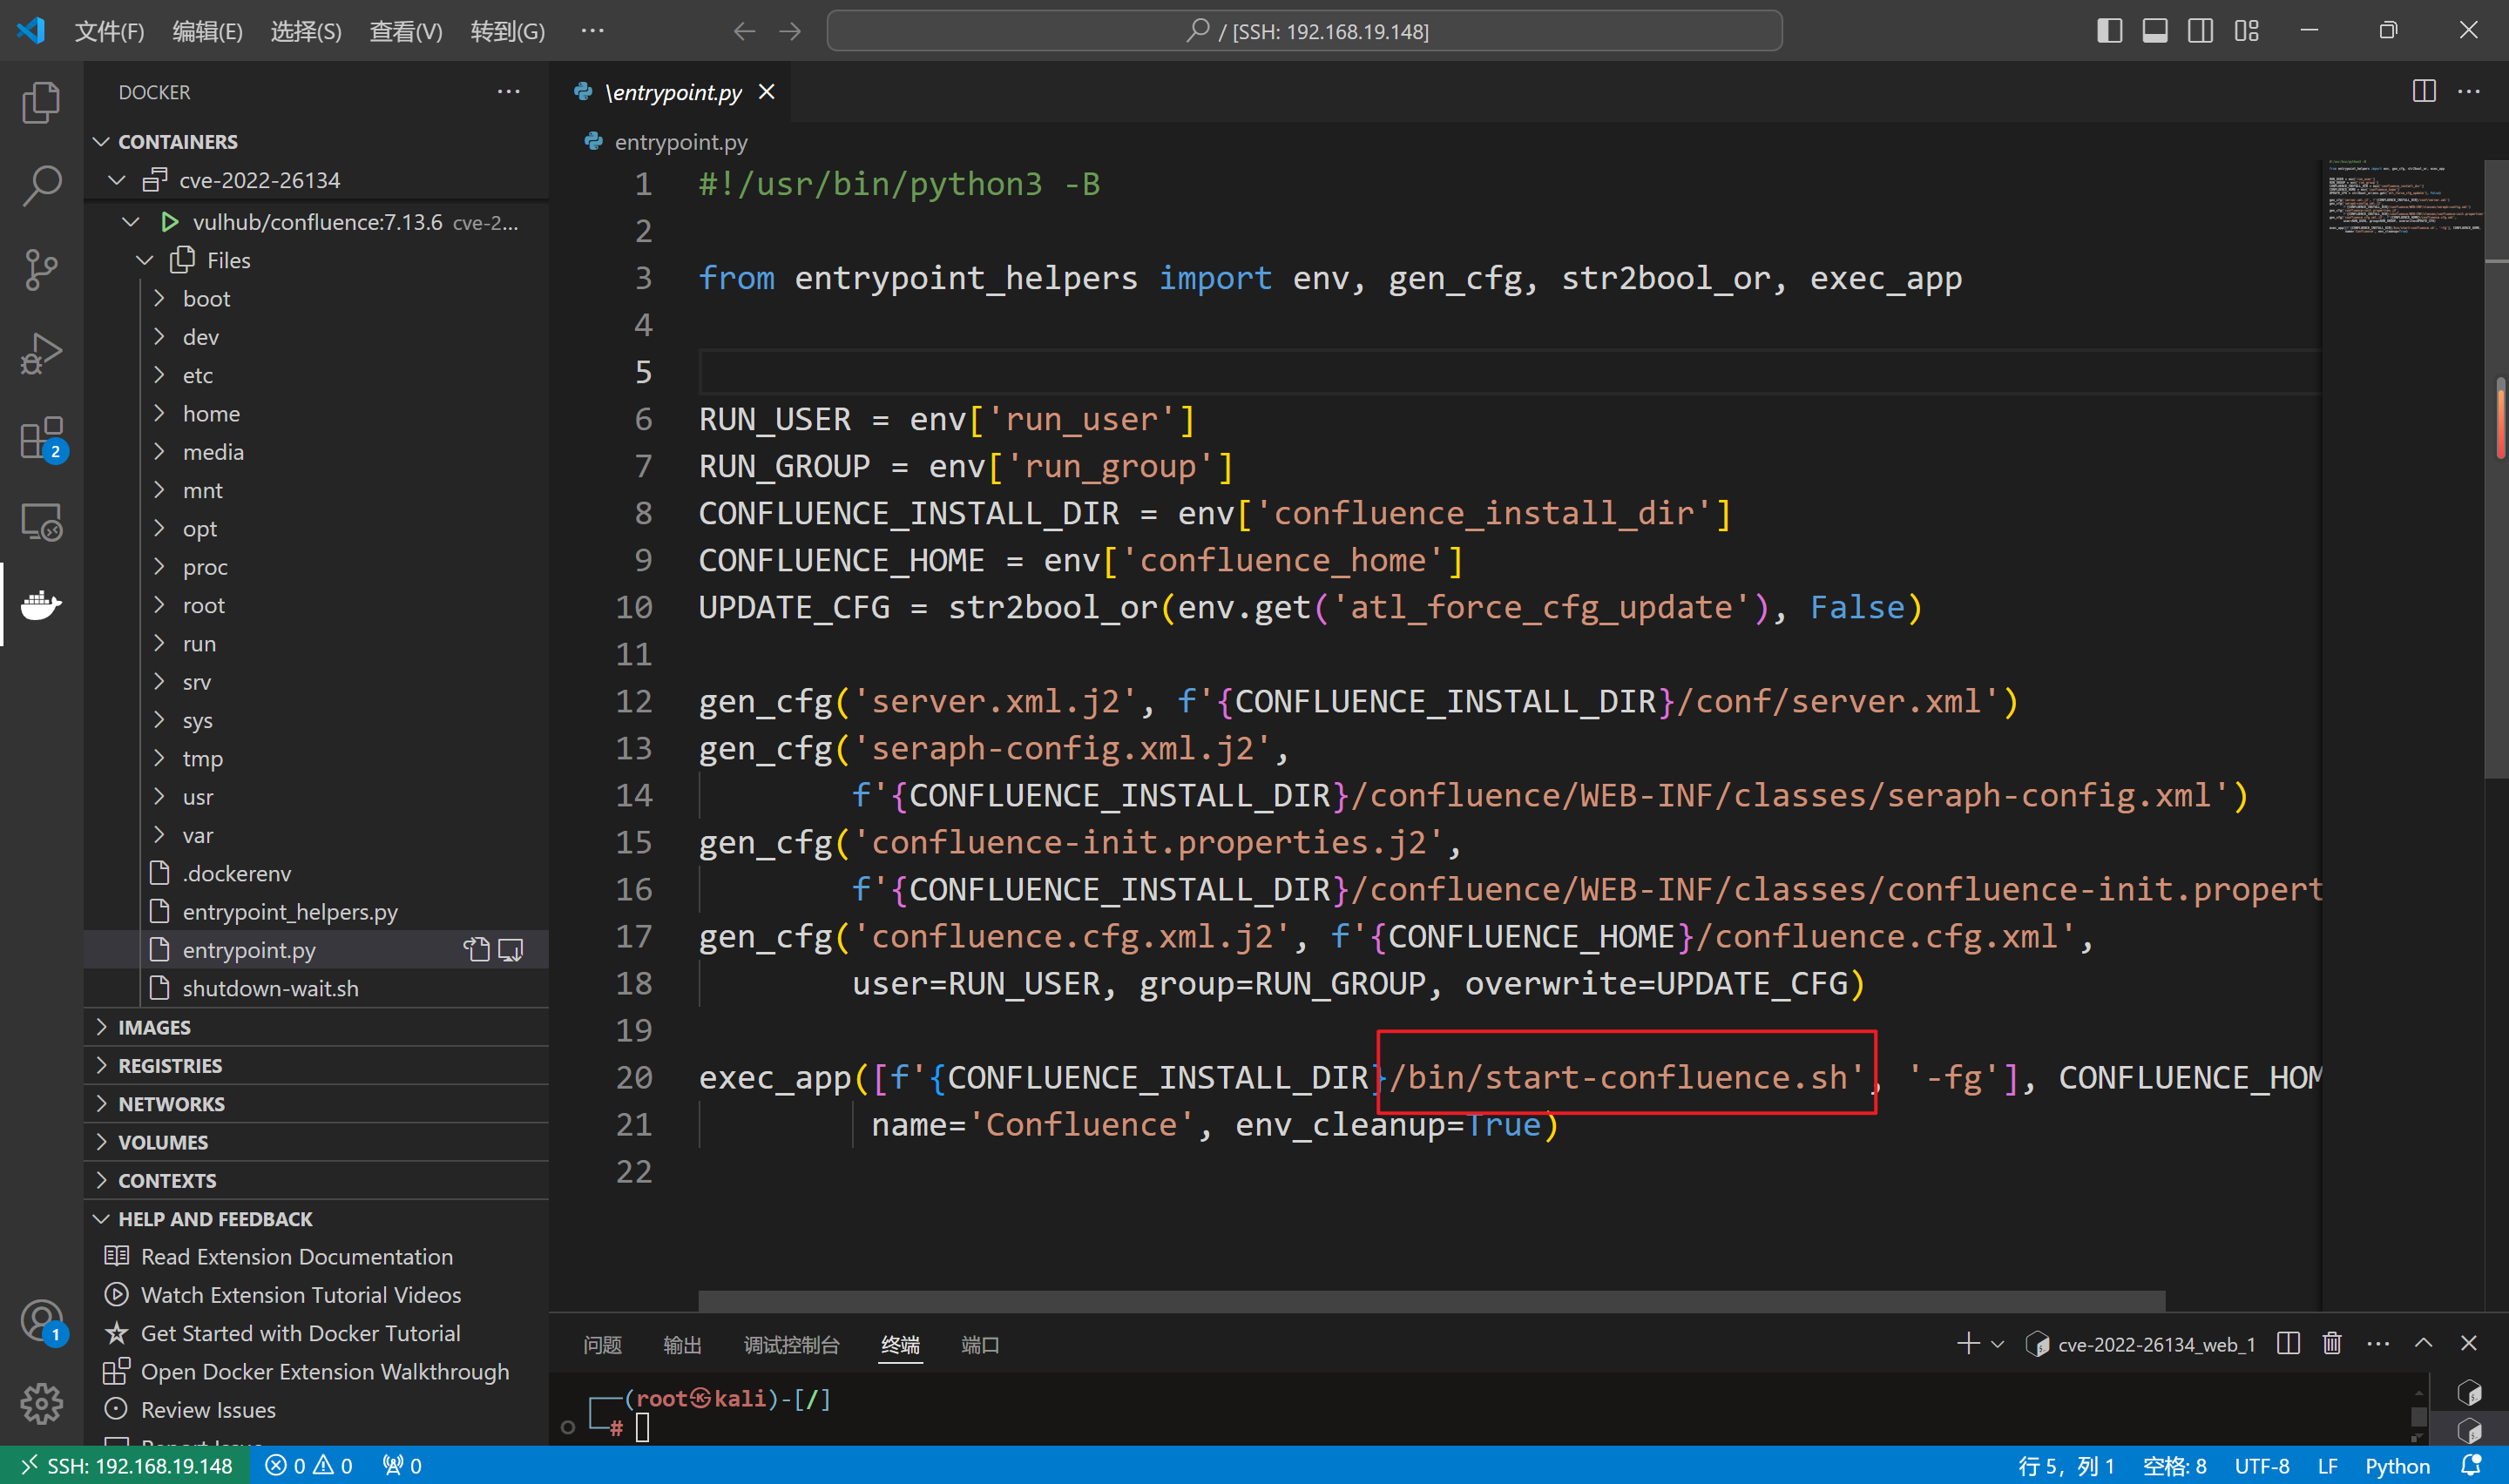 文件(F) 编辑(E) 选择(S) 查看(V) 转到(G) ··· / [SSH: 192.168.19.148]
DOCKER
CONTAINERS
cve-2022-26134
vulhub/confluence:7.13.6 cve-2...
Files
boot
dev
etc
home
media
mnt
opt
proc
root
run
srv
sys
tmp
usr
var
.dockerenv
entrypoint_helpers.py
entrypoint.py
shutdown-wait.sh
IMAGES
REGISTRIES
NETWORKS
VOLUMES
CONTEXTS
HELP AND FEEDBACK
Read Extension Documentation
Watch Extension Tutorial Videos
Get Started with Docker Tutorial
Open Docker Extension Walkthrough
Review Issues
2
1
\entrypoint.py
entrypoint.py
1 #!/usr/bin/python3 -B
2
3 from entrypoint_helpers import env, gen_cfg, str2bool_or, exec_app
4
5
6 RUN_USER = env['run_user']
7 RUN_GROUP = env['run_group']
8 CONFLUENCE_INSTALL_DIR = env['confluence_install_dir']
9 CONFLUENCE_HOME = env['confluence_home']
10 UPDATE_CFG = str2bool_or(env.get('atl_force_cfg_update'), False)
11
12 gen_cfg('server.xml.j2', f'{CONFLUENCE_INSTALL_DIR}/conf/server.xml')
13 gen_cfg('seraph-config.xml.j2',
14 f'{CONFLUENCE_INSTALL_DIR}/confluence/WEB-INF/classes/seraph-config.xml')
15 gen_cfg('confluence-init.properties.j2',
16 f'{CONFLUENCE_INSTALL_DIR}/confluence/WEB-INF/classes/confluence-init.propert
17 gen_cfg('confluence.cfg.xml.j2', f'{CONFLUENCE_HOME}/confluence.cfg.xml',
18 user=RUN_USER, group=RUN_GROUP, overwrite=UPDATE_CFG)
19
20 exec_app([f'{CONFLUENCE_INSTALL_DIR}/bin/start-confluence.sh', '-fg'], CONFLUENCE_HOM
21 name='Confluence', env_cleanup=True)
22
问题 输出 调试控制台 终端 端口 cve-2022-26134_web_1
(root㉿kali)-[/]
#
SSH: 192.168.19.148 0 0 0 行 5，列 1 空格: 8 UTF-8 LF Python